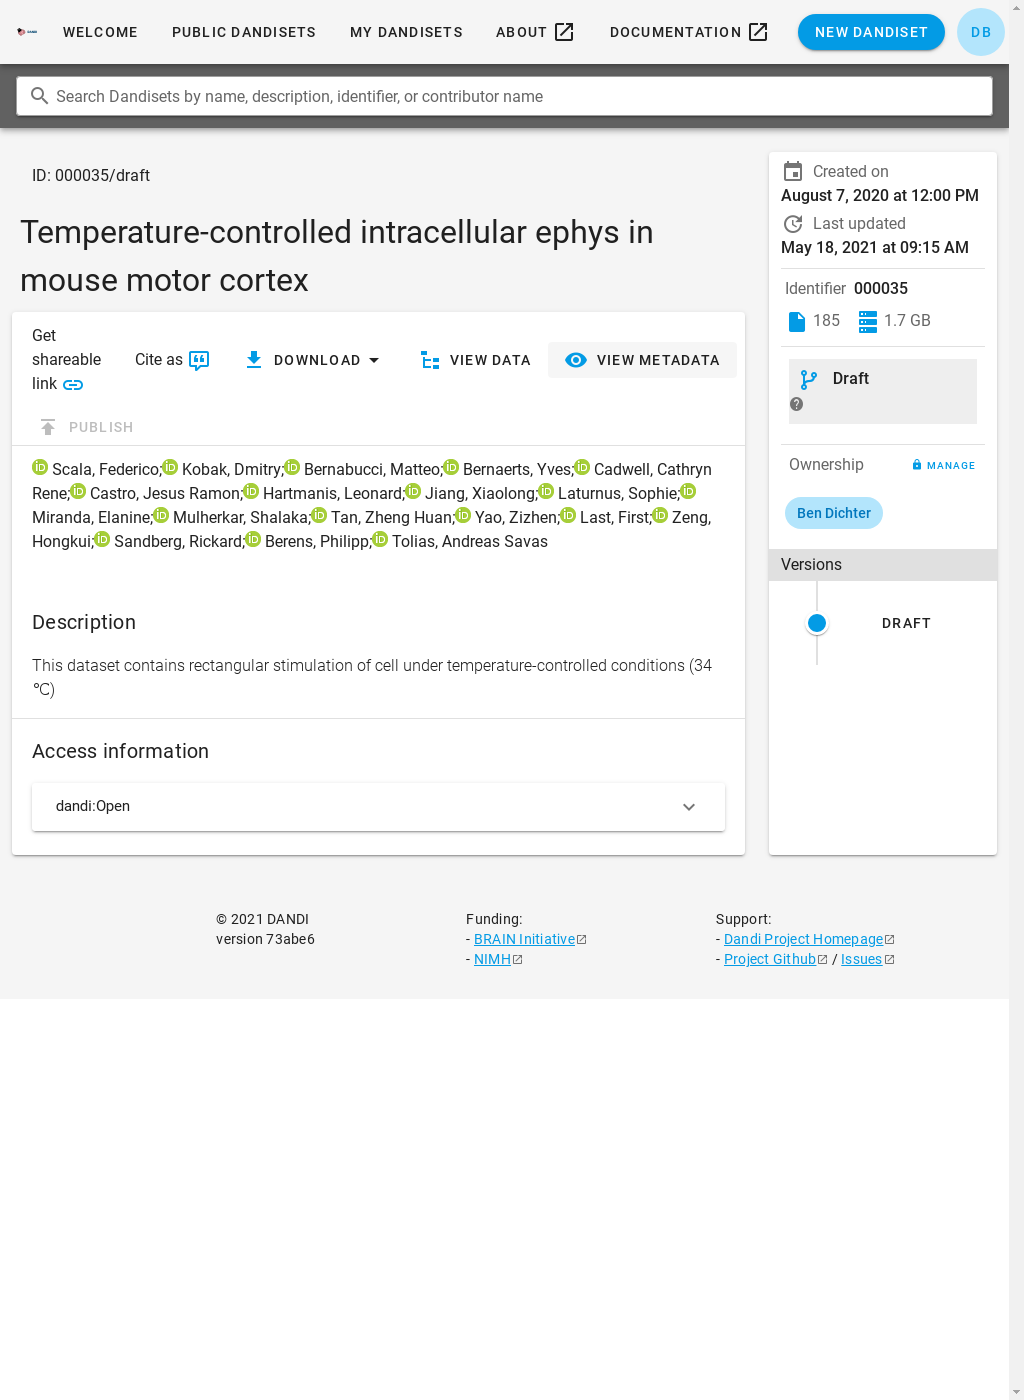 DANDI
WELCOME
PUBLIC DANDISETS
MY DANDISETS
ABOUT
DOCUMENTATION
NEW DANDISET
DB
Search Dandisets by name, description, identifier, or contributor name
ID: 000035/draft
Temperature-controlled intracellular ephys in
mouse motor cortex
Get
shareable
link
Cite as
DOWNLOAD
VIEW DATA
VIEW METADATA
PUBLISH
Scala, Federico; Kobak, Dmitry; Bernabucci, Matteo; Bernaerts, Yves; Cadwell, Cathryn
Rene; Castro, Jesus Ramon; Hartmanis, Leonard; Jiang, Xiaolong; Laturnus, Sophie;
Miranda, Elanine; Mulherkar, Shalaka; Tan, Zheng Huan; Yao, Zizhen; Last, First; Zeng,
Hongkui; Sandberg, Rickard; Berens, Philipp; Tolias, Andreas Savas
Description
This dataset contains rectangular stimulation of cell under temperature-controlled conditions (34
℃)
Access information
dandi:Open
Created on
August 7, 2020 at 12:00 PM
Last updated
May 18, 2021 at 09:15 AM
Identifier 000035
185
1.7 GB
Draft
Ownership
MANAGE
Ben Dichter
Versions
DRAFT
© 2021 DANDI
version 73abe6
Funding:
- BRAIN Initiative
- NIMH
Support:
- Dandi Project Homepage
- Project Github / Issues